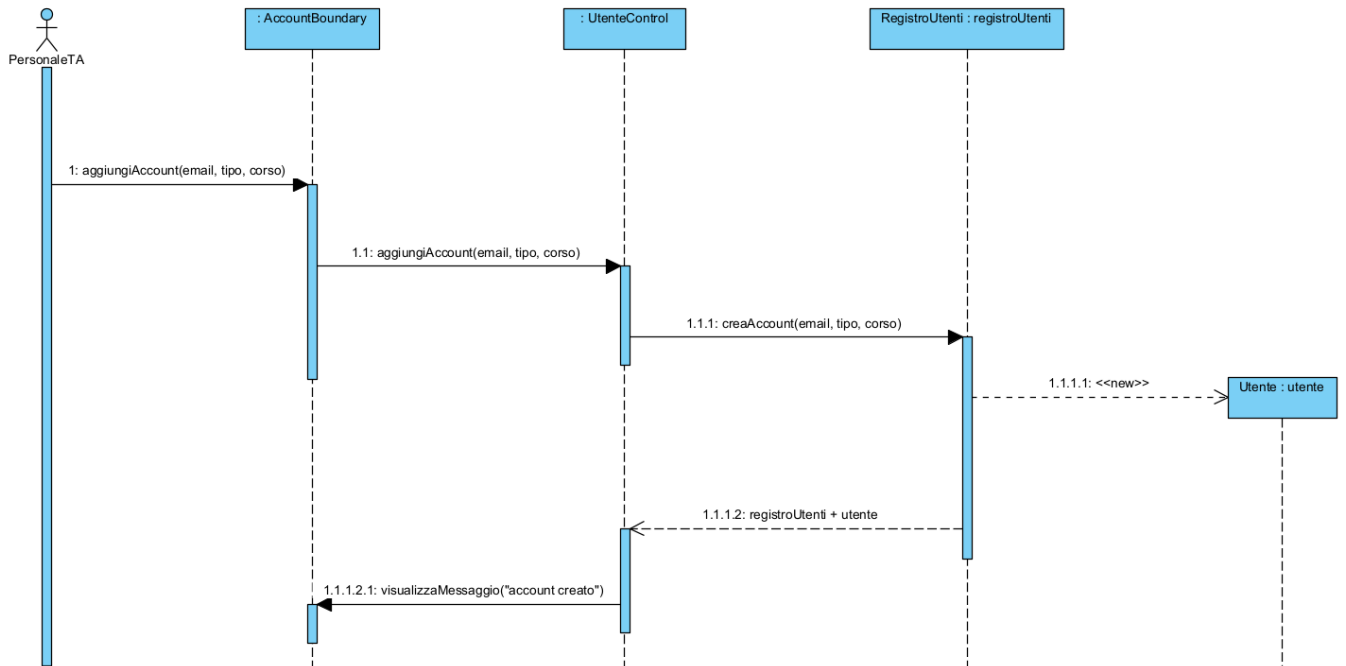 : AccountBoundary
: UtenteControl
RegistroUtenti : registroUtenti
PersonaleTA
1: aggiungiAccount(email, tipo, corso)
1.1: aggiungiAccount(email, tipo, corso)
1.1.1: creaAccount(email, tipo, corso)
1.1.1.1: <<new>>
Utente : utente
1.1.1.2: registroUtenti + utente
1.1.1.2.1: visualizzaMessaggio("account creato")